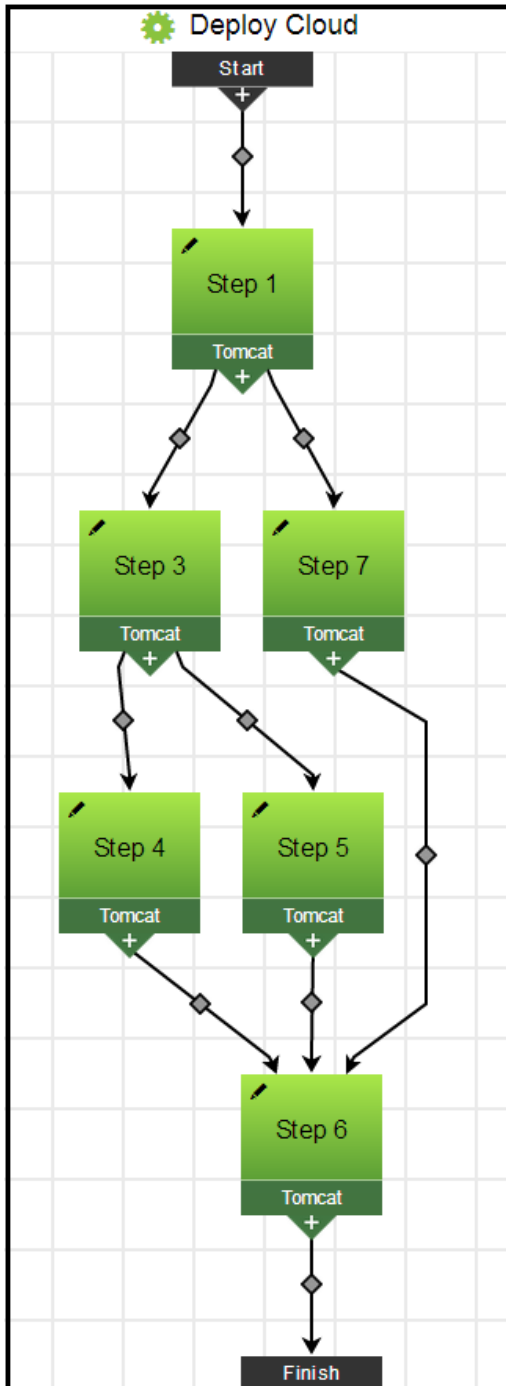 Deploy Cloud
Start
+
Step 1
Tomcat
+
Step 3
Step 7
Tomcat
Tomcat
+
+
Step 4
Step 5
Tomcat
Tomcat
+
+
Step 6
Tomcat
+
Finish